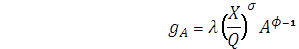 g_A = λ(X/Q)^σ A^{ϕ−1}